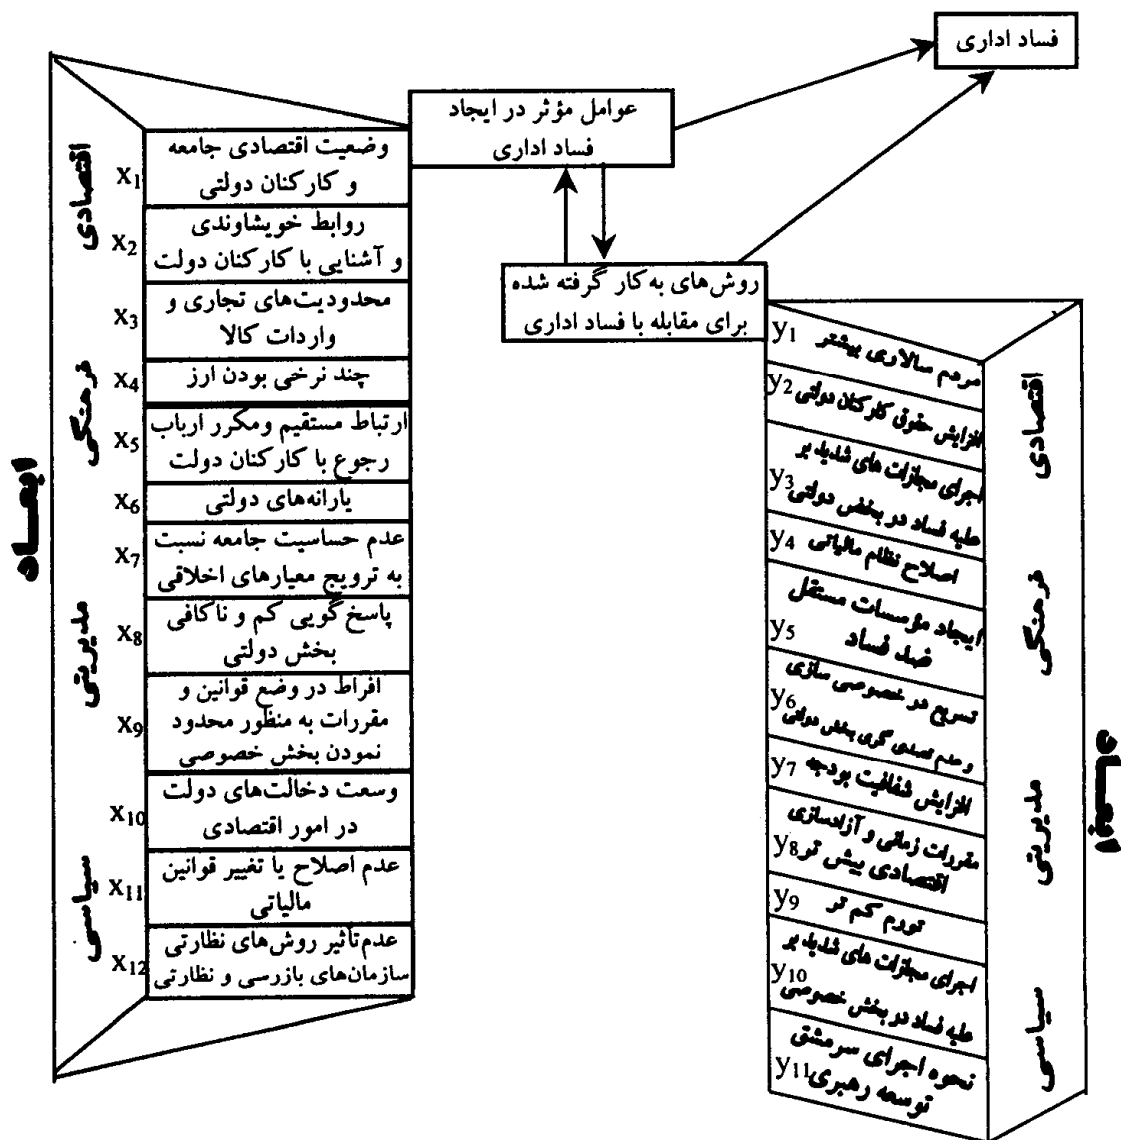 فساد اداری
عوامل مؤثر در ایجاد
فساد اداری
روش‌های به‌کار گرفته شده
برای مقابله با فساد اداری
ابعاد
اقتصادی
فرهنگی
مدیریتی
سیاسی
X1
وضعیت اقتصادی جامعه
و کارکنان دولتی
X2
روابط خویشاوندی
و آشنایی با کارکنان دولت
X3
محدودیت‌های تجاری و
واردات کالا
X4
چند نرخی بودن ارز
X5
ارتباط مستقیم ومکرر ارباب
رجوع با کارکنان دولت
X6
یارانه‌های دولتی
X7
عدم حساسیت جامعه نسبت
به ترویج معیارهای اخلاقی
X8
پاسخ‌گویی کم و ناکافی
بخش دولتی
X9
افراط در وضع قوانین و
مقررات به منظور محدود
نمودن بخش خصوصی
X10
وسعت دخالت‌های دولت
در امور اقتصادی
X11
عدم اصلاح یا تغییر قوانین
مالیاتی
X12
عدم‌تأثیر روش‌های نظارتی
سازمان‌های بازرسی و نظارتی
y1
مردم سالاری بیشتر
y2
افزایش حقوق کارکنان دولتی
y3
اجرای مجازات های شدید بر
علیه فساد در بخش دولتی
y4
اصلاح نظام مالیاتی
y5
ایجاد مؤسسات مستقل
ضد فساد
y6
تسریع در خصوصی سازی
و عدم تصدی گری بخش دولتی
y7
افزایش شفافیت بودجه
y8
مقررات زمانی و آزادسازی
اقتصادی بیش تر
y9
تورم کم تر
y10
اجرای مجازات های شدید بر
علیه فساد در بخش خصوصی
y11
نحوه اجرای سرمشق
توسعه رهبری
اقتصادی
فرهنگی
مدیریتی
سیاسی
ابعاد